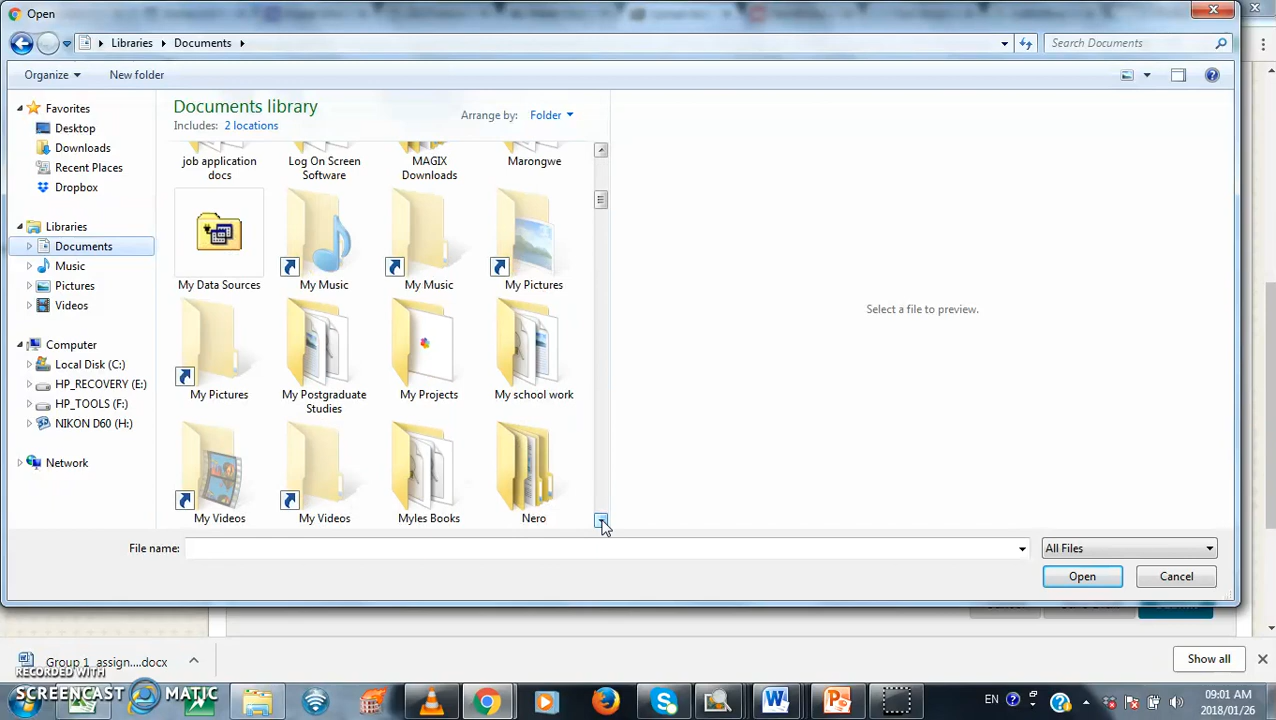 Open
Libraries Documents
Search Documents
Organize New folder
Favorites
Desktop
Downloads
Recent Places
Dropbox
Libraries
Documents
Music
Pictures
Videos
Computer
Local Disk (C:)
HP_RECOVERY (E:)
HP_TOOLS (F:)
NIKON D60 (H:)
Network
Documents library
Includes: 2 locations
Arrange by: Folder
job application docs
Log On Screen Software
MAGIX Downloads
Marongwe
My Data Sources
My Music
My Music
My Pictures
My Pictures
My Postgraduate Studies
My Projects
My school work
My Videos
My Videos
Myles Books
Nero
Select a file to preview.
File name:
All Files
Open
Cancel
Group 1_assign....docx
Show all
RECORDED WITH
SCREENCAST MATIC
EN
09:01 AM
2018/01/26